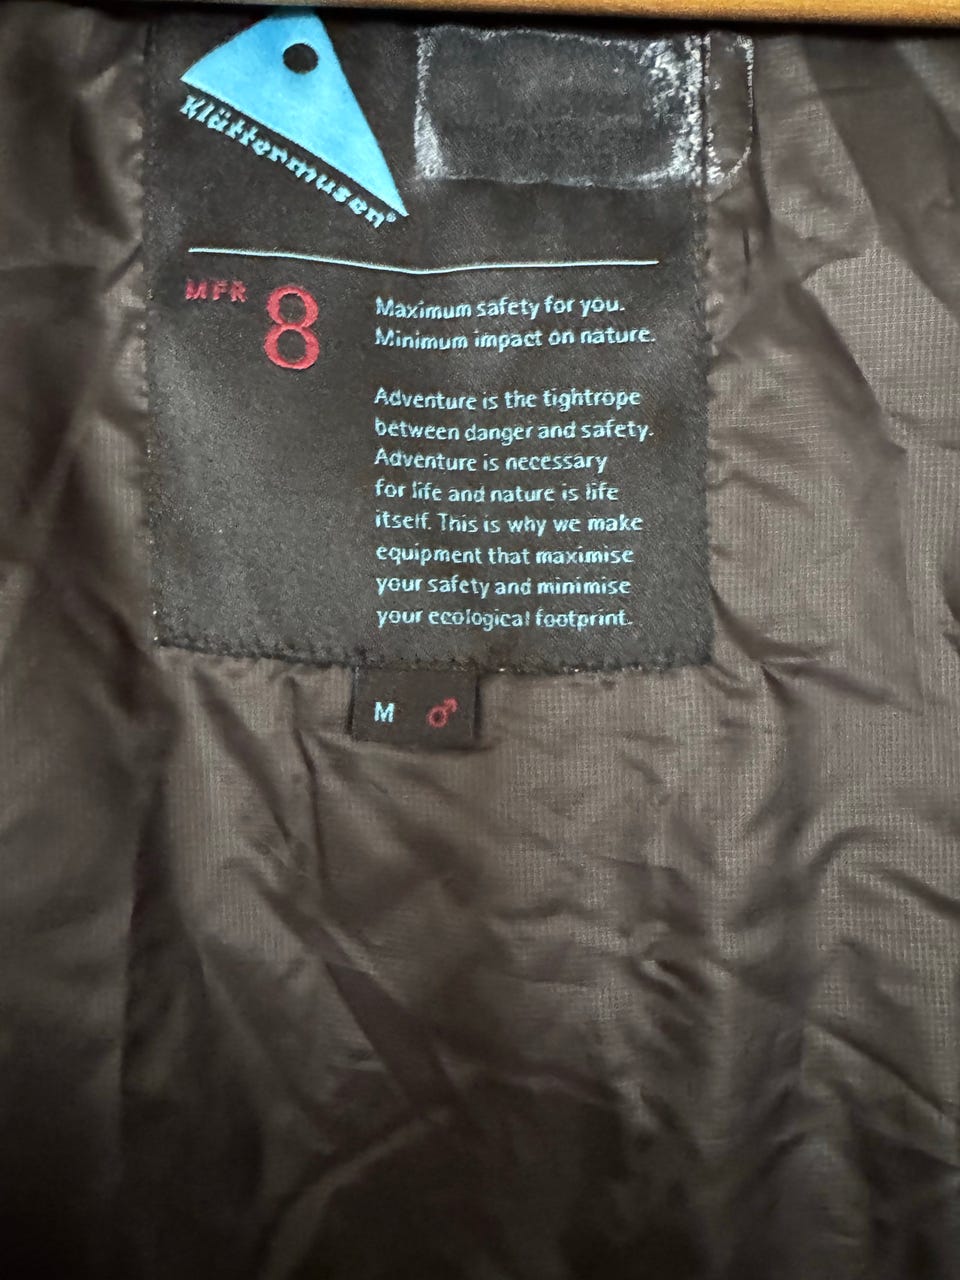 Klättermusen®
MFR 8
Maximum safety for you.
Minimum impact on nature.
Adventure is the tightrope
between danger and safety.
Adventure is necessary
for life and nature is life
itself. This is why we make
equipment that maximise
your safety and minimise
your ecological footprint.
M ♂